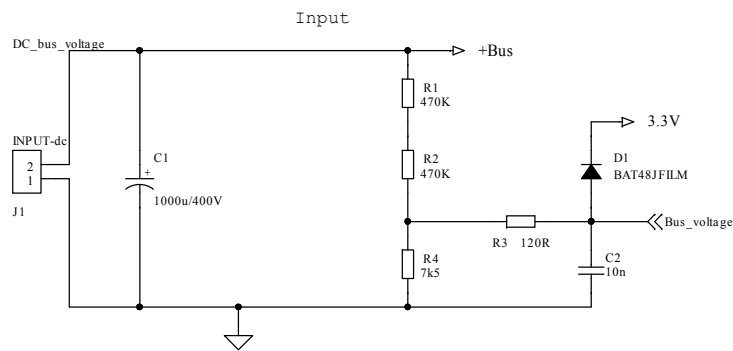 Input
DC_bus_voltage
+Bus
R1
470K
3.3V
INPUT-dc
C1
+
R2
470K
D1
BAT48JFILM
2
1
1000u/400V
J1
Bus_voltage
R3 120R
R4
7k5
C2
10n